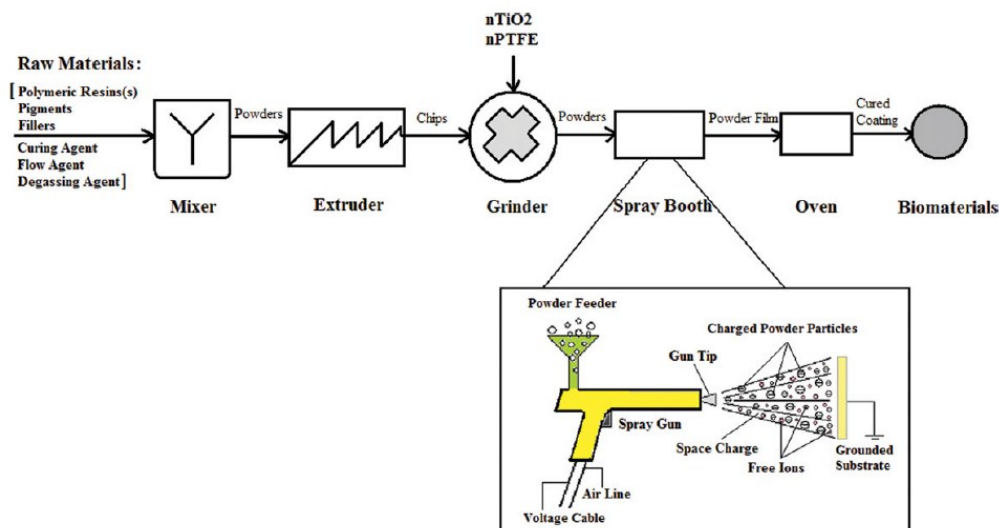 nTiO2
nPTFE
Raw Materials:
[ Polymeric Resins(s)
Pigments
Fillers
Curing Agent
Flow Agent
Degassing Agent ]
Powders
Chips
Powders
Powder Film
Cured
Coating
Mixer
Extruder
Grinder
Spray Booth
Oven
Biomaterials
Powder Feeder
Charged Powder Particles
Gun Tip
Spray Gun
Space Charge
Free Ions
Grounded
Substrate
Air Line
Voltage Cable